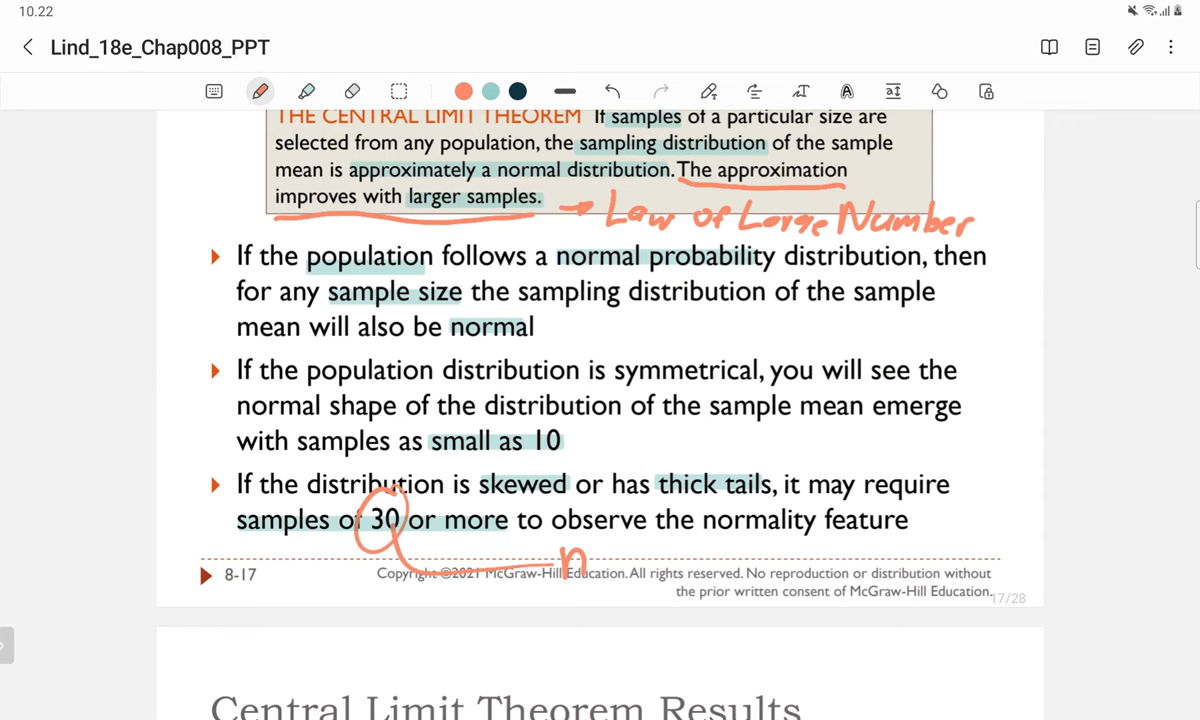 10.22
Lind_18e_Chap008_PPT
THE CENTRAL LIMIT THEOREM If samples of a particular size are
selected from any population, the sampling distribution of the sample
mean is approximately a normal distribution. The approximation
improves with larger samples.
→ Law of Large Number
If the population follows a normal probability distribution, then
for any sample size the sampling distribution of the sample
mean will also be normal
If the population distribution is symmetrical, you will see the
normal shape of the distribution of the sample mean emerge
with samples as small as 10
If the distribution is skewed or has thick tails, it may require
samples of 30 or more to observe the normality feature
n
8-17
Copyright ©2021 McGraw-Hill Education. All rights reserved. No reproduction or distribution without
the prior written consent of McGraw-Hill Education.
17/28
Central Limit Theorem Results